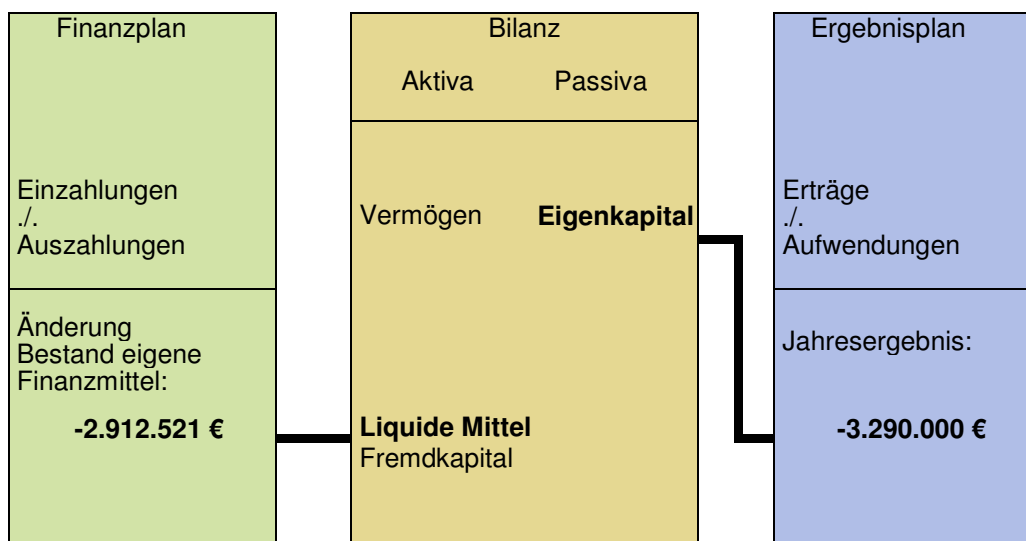 Finanzplan
Einzahlungen
./.
Auszahlungen
Änderung
Bestand eigene
Finanzmittel:
-2.912.521 €
Bilanz
Aktiva Passiva
Vermögen Eigenkapital
Liquide Mittel
Fremdkapital
Ergebnisplan
Erträge
./.
Aufwendungen
Jahresergebnis:
-3.290.000 €